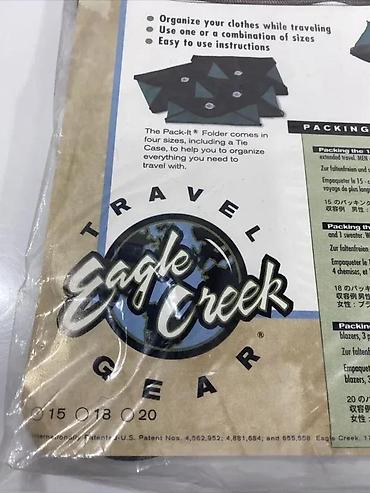 • Organize your clothes while traveling
• Use one or a combination of sizes
• Easy to use instructions
The Pack-It® Folder comes in
four sizes, including a Tie
Case, to help you to organize
everything you need to
travel with.
TRAVEL
Eagle Creek
GEAR®
15 18 20
Internationally Patented-U.S. Patent Nos. 4,562,952; 4,881,684; and 655,558 Eagle Creek, 17
PACKING
Packing the 1
extended travel. MEN
Zur faltenfreien und
Empaqueter le 15 -
voyage de plus longue
15 のパッキング
収容例 男性:
Packing th
and 1 sweater. W
Zur faltenfreien
Empaqueter le 1
4 chemises, et
18 のパッ
収容例 男性
女性:ブラ
Packin
blazers, 3 p
Zur faltenf
Empaquet
blazers, 3
20 のパ
収容例
女性: